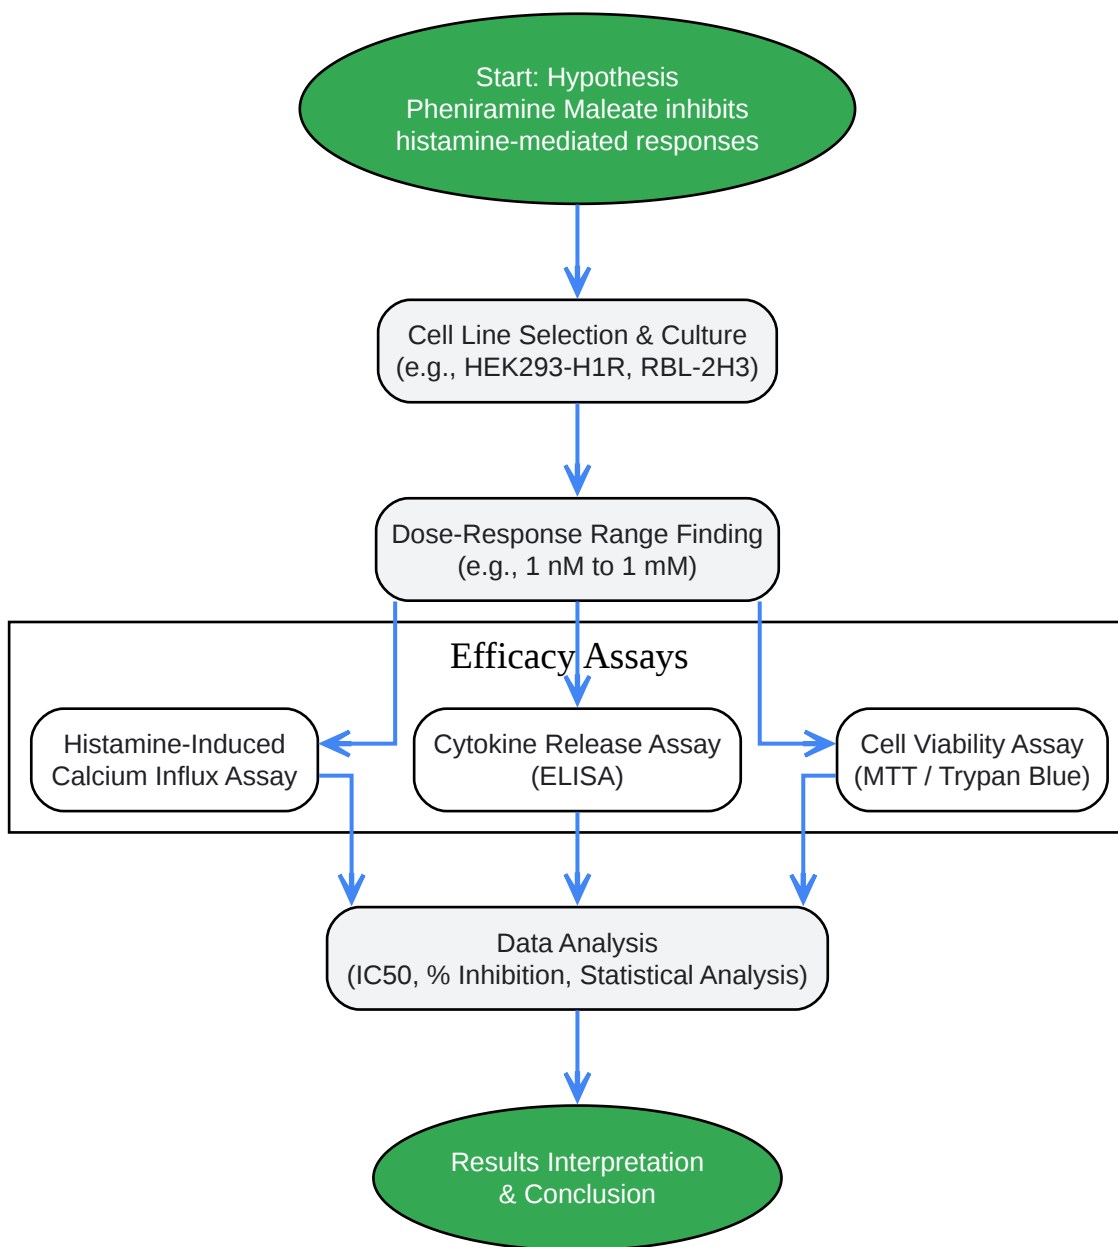 Start: Hypothesis
Pheniramine Maleate inhibits
histamine-mediated responses
Cell Line Selection & Culture
(e.g., HEK293-H1R, RBL-2H3)
Dose-Response Range Finding
(e.g., 1 nM to 1 mM)
Efficacy Assays
Histamine-Induced
Calcium Influx Assay
Cytokine Release Assay
(ELISA)
Cell Viability Assay
(MTT / Trypan Blue)
Data Analysis
(IC50, % Inhibition, Statistical Analysis)
Results Interpretation
& Conclusion